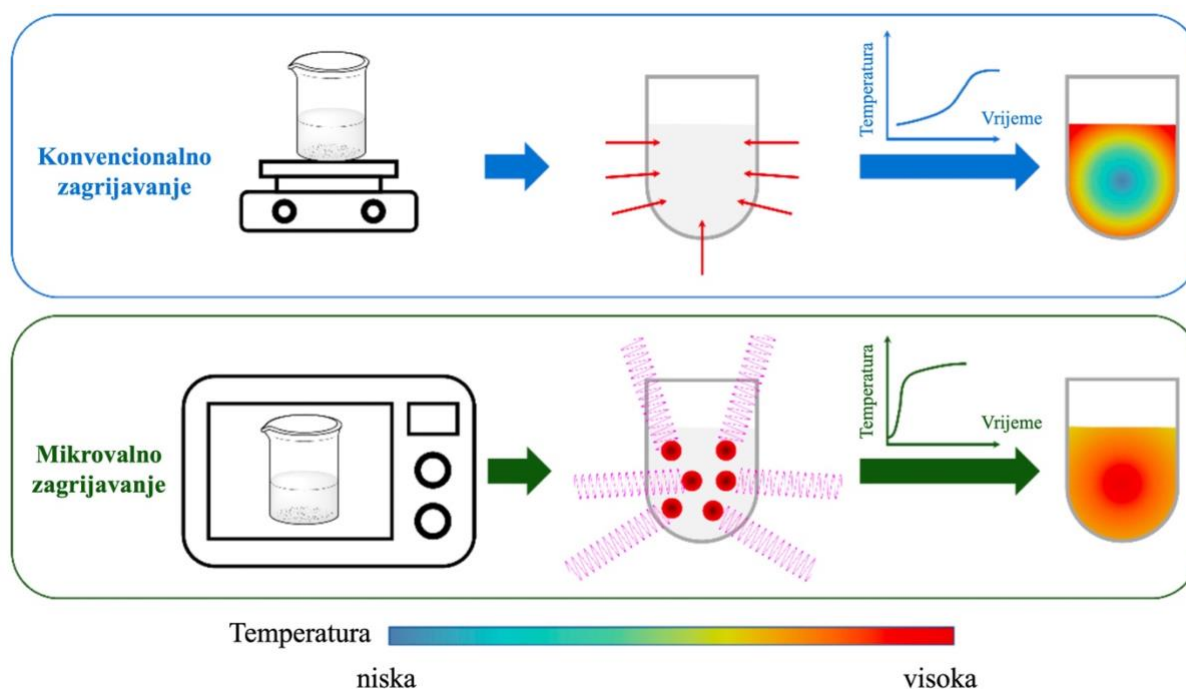 Konvencionalno
zagrijavanje
Temperatura
Vrijeme
Mikrovalno
zagrijavanje
Temperatura
Vrijeme
Temperatura
niska
visoka